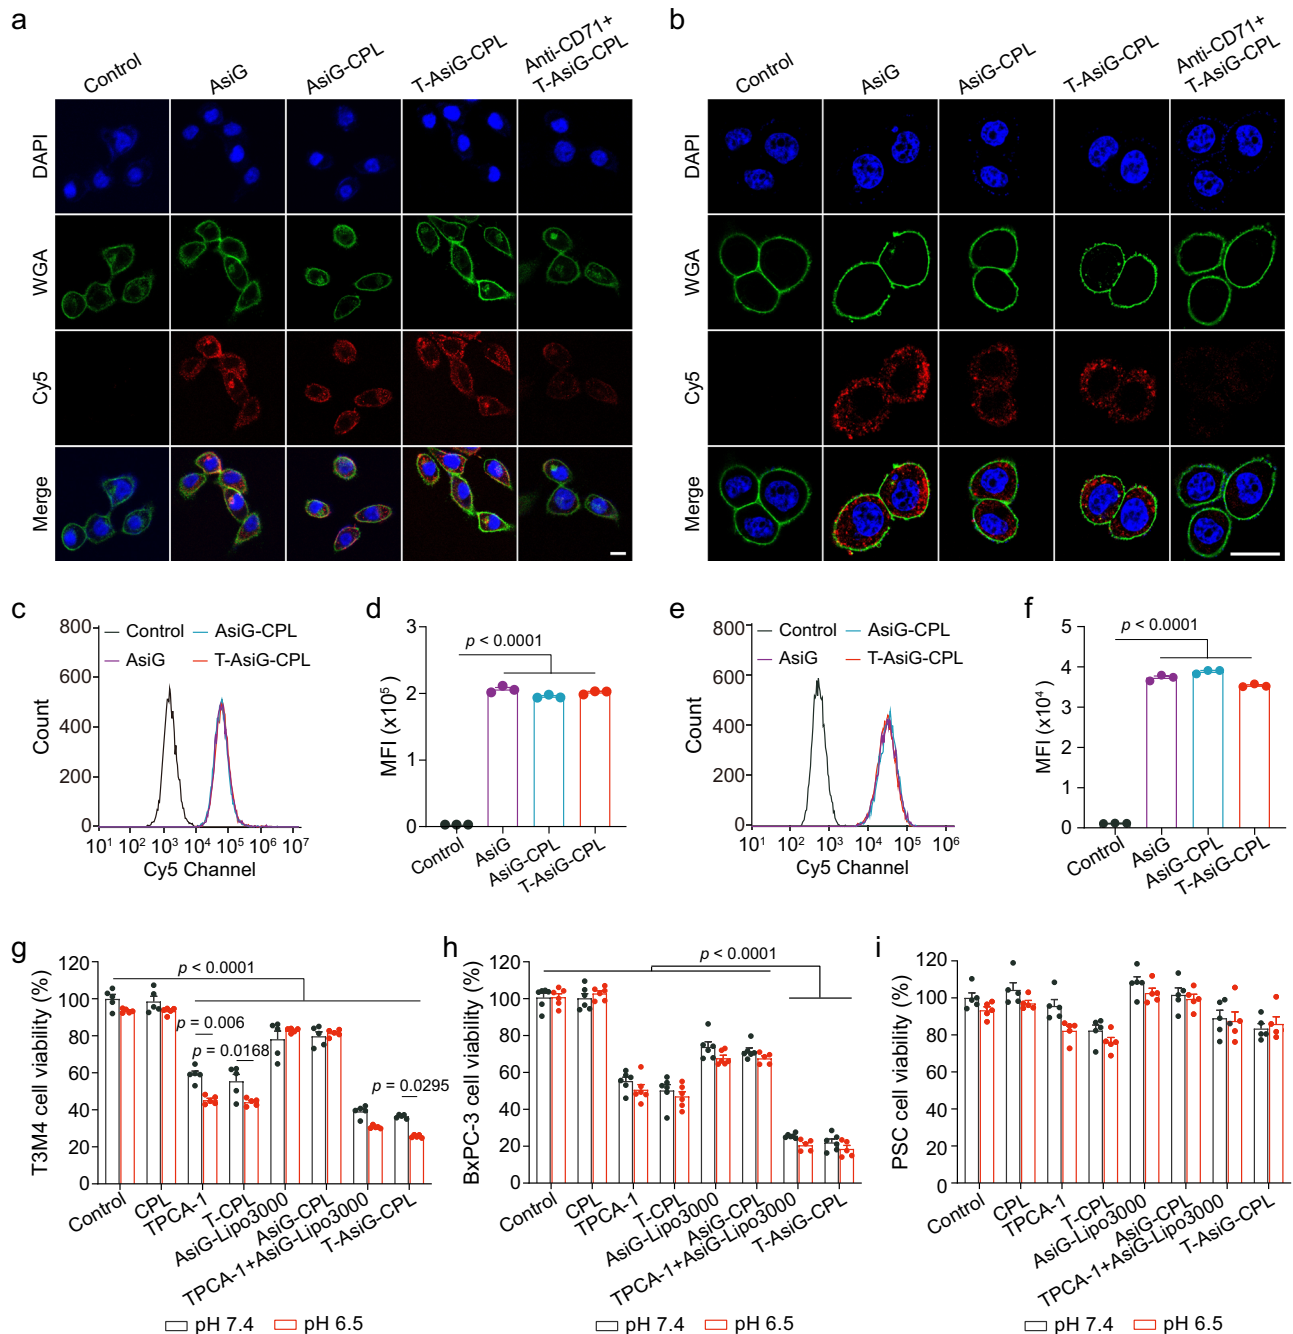 a
Control
AsiG
AsiG-CPL
T-AsiG-CPL
Anti-CD71+
T-AsiG-CPL
DAPI
WGA
Cy5
Merge
b
Control
AsiG
AsiG-CPL
T-AsiG-CPL
Anti-CD71+
T-AsiG-CPL
DAPI
WGA
Cy5
Merge
c
800
600
400
200
0
Count
Control
AsiG-CPL
AsiG
T-AsiG-CPL
10¹ 10² 10³ 10⁴ 10⁵ 10⁶ 10⁷
Cy5 Channel
d
3
2
1
0
MFI (x10⁵)
p < 0.0001
Control
AsiG
AsiG-CPL
T-AsiG-CPL
e
800
600
400
200
0
Count
Control
AsiG-CPL
AsiG
T-AsiG-CPL
10¹ 10² 10³ 10⁴ 10⁵ 10⁶
Cy5 Channel
f
5
4
3
2
1
0
MFI (x10⁴)
p < 0.0001
Control
AsiG
AsiG-CPL
T-AsiG-CPL
g
120
100
80
60
40
20
0
T3M4 cell viability (%)
p < 0.0001
p = 0.006
p = 0.0168
p = 0.0295
Control
CPL
TPCA-1
T-CPL
AsiG-Lipo3000
AsiG-CPL
TPCA-1+AsiG-Lipo3000
T-AsiG-CPL
pH 7.4
pH 6.5
h
120
100
80
60
40
20
0
BxPC-3 cell viability (%)
p < 0.0001
Control
CPL
TPCA-1
T-CPL
AsiG-Lipo3000
AsiG-CPL
TPCA-1+AsiG-Lipo3000
T-AsiG-CPL
pH 7.4
pH 6.5
i
120
100
80
60
40
20
0
PSC cell viability (%)
Control
CPL
TPCA-1
T-CPL
AsiG-Lipo3000
AsiG-CPL
TPCA-1+AsiG-Lipo3000
T-AsiG-CPL
pH 7.4
pH 6.5